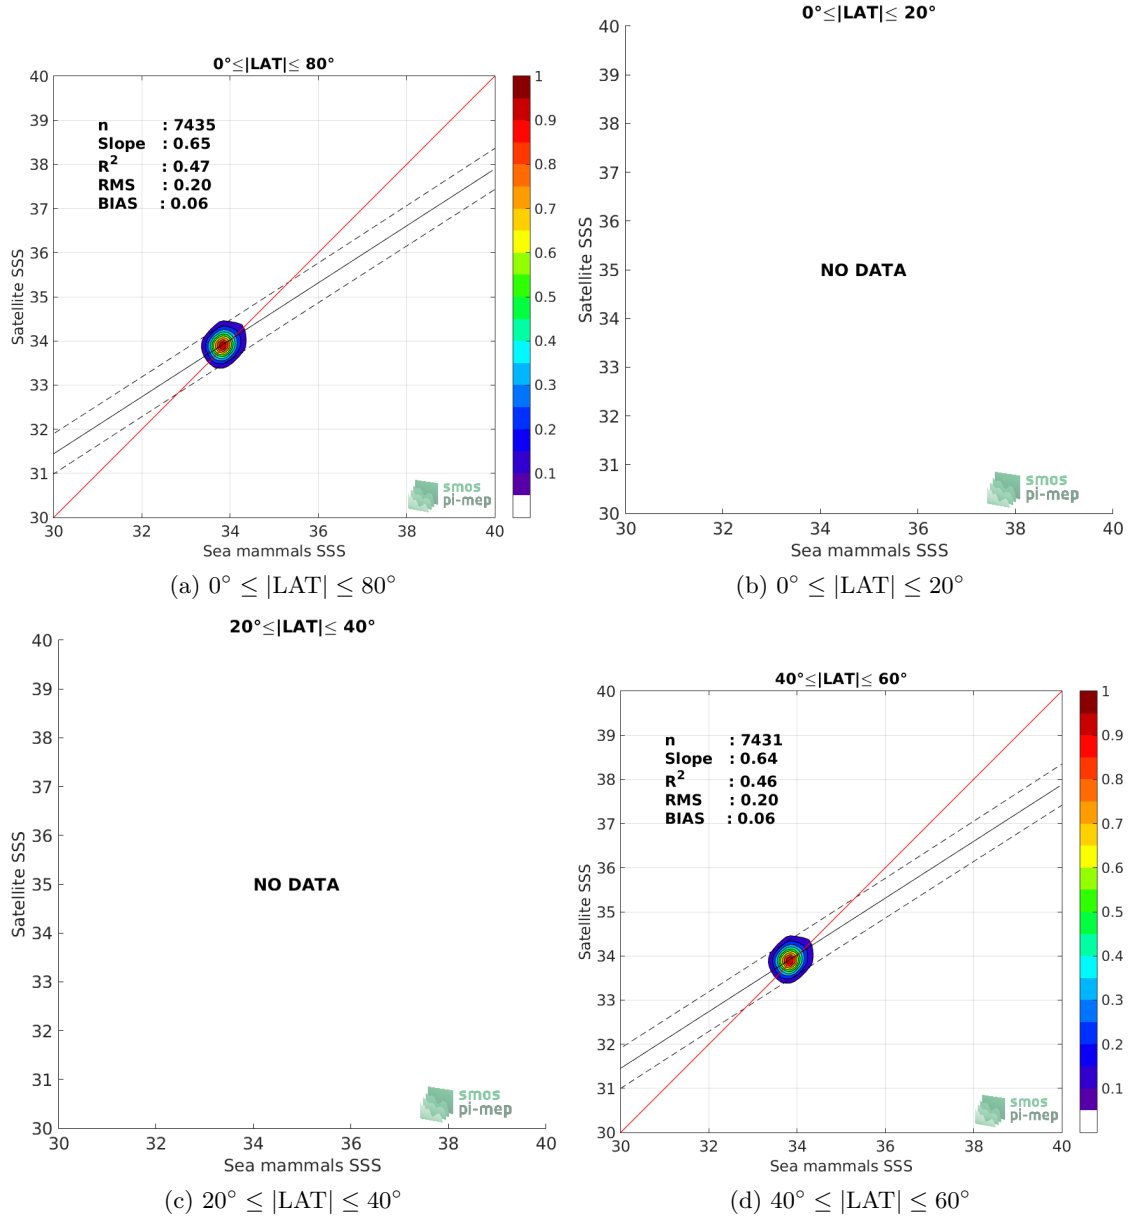 0°≤|LAT|≤ 80°
40
39
38
37
36
35
34
33
32
31
30
30
32
34
36
38
40
Satellite SSS
Sea mammals SSS
n : 7435
Slope : 0.65
R² : 0.47
RMS : 0.20
BIAS : 0.06
1
0.9
0.8
0.7
0.6
0.5
0.4
0.3
0.2
0.1
smos
pi-mep
(a) 0° ≤ |LAT| ≤ 80°
0°≤|LAT|≤ 20°
40
39
38
37
36
35
34
33
32
31
30
30
32
34
36
38
40
Satellite SSS
Sea mammals SSS
NO DATA
smos
pi-mep
(b) 0° ≤ |LAT| ≤ 20°
20°≤|LAT|≤ 40°
40
39
38
37
36
35
34
33
32
31
30
30
32
34
36
38
40
Satellite SSS
Sea mammals SSS
NO DATA
smos
pi-mep
(c) 20° ≤ |LAT| ≤ 40°
40°≤|LAT|≤ 60°
40
39
38
37
36
35
34
33
32
31
30
30
32
34
36
38
40
Satellite SSS
Sea mammals SSS
n : 7431
Slope : 0.64
R² : 0.46
RMS : 0.20
BIAS : 0.06
1
0.9
0.8
0.7
0.6
0.5
0.4
0.3
0.2
0.1
smos
pi-mep
(d) 40° ≤ |LAT| ≤ 60°